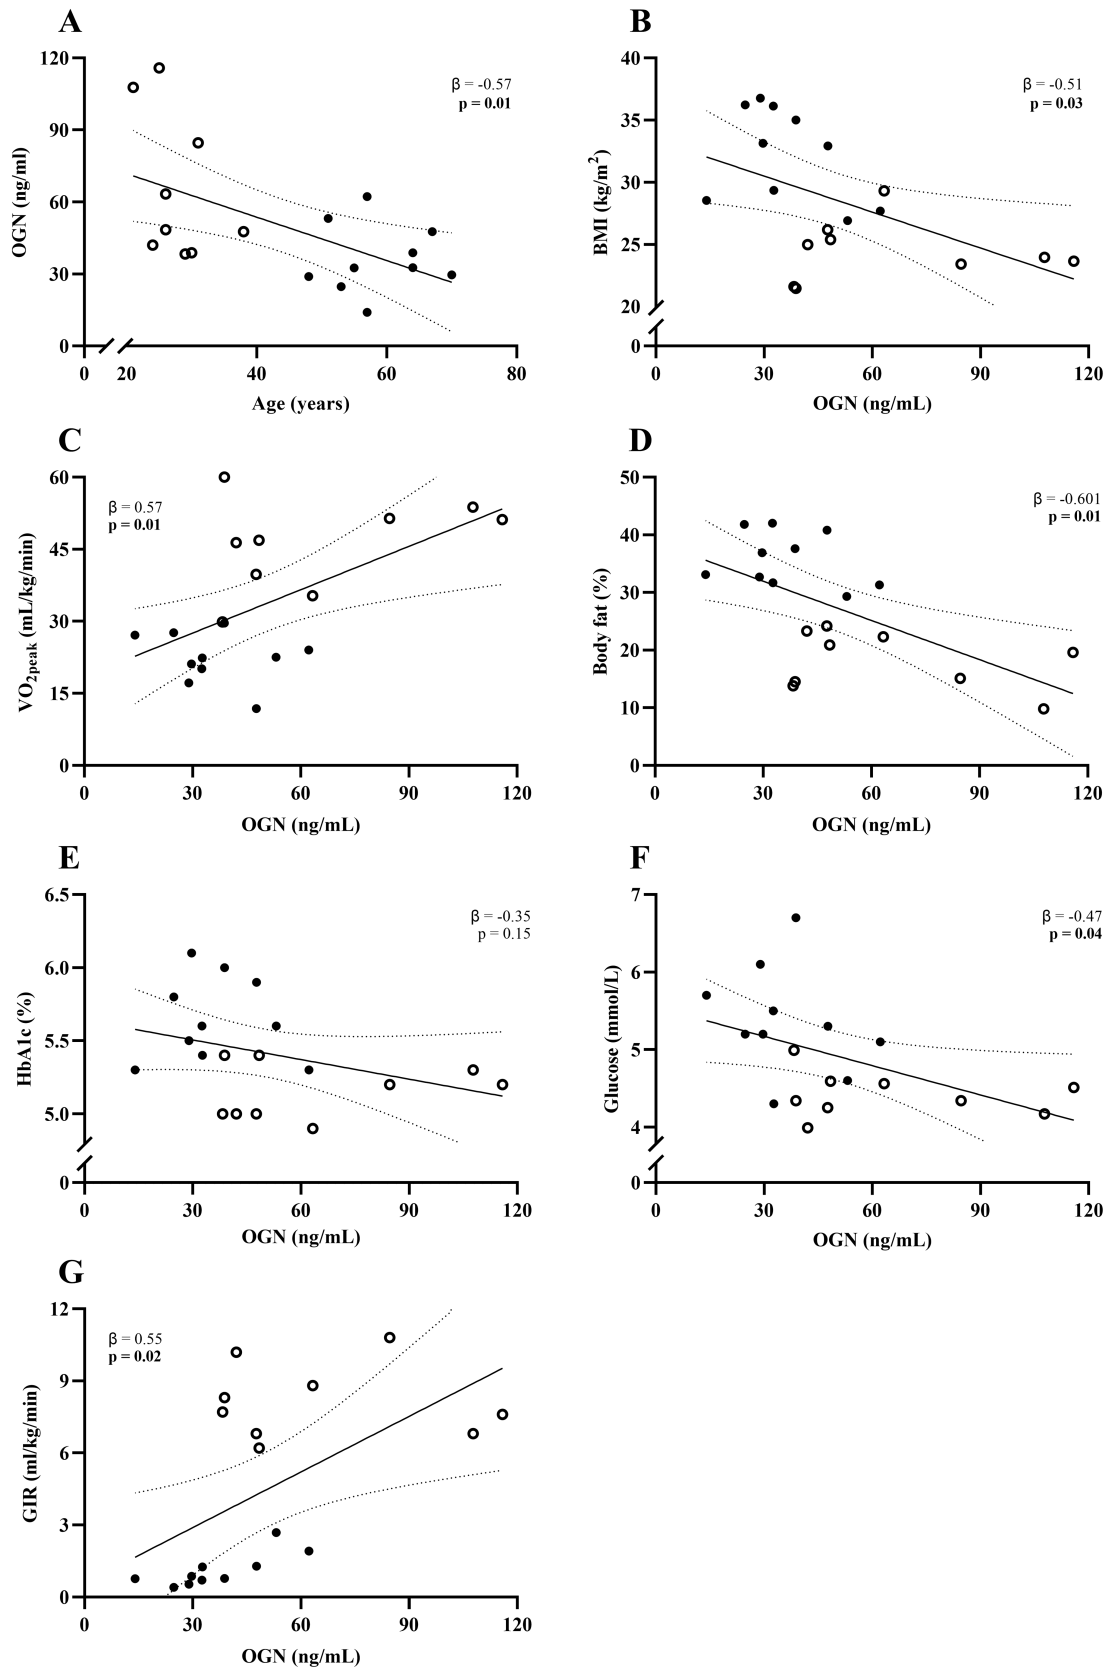 A
120
90
60
30
0
OGN (ng/ml)
β = -0.57
p = 0.01
0 20 40 60 80
Age (years)
B
40
35
30
25
20
0
BMI (kg/m²)
β = -0.51
p = 0.03
0 30 60 90 120
OGN (ng/mL)
C
60
45
30
15
0
VO₂peak (mL/kg/min)
β = 0.57
p = 0.01
0 30 60 90 120
OGN (ng/mL)
D
50
40
30
20
10
0
Body fat (%)
β = -0.601
p = 0.01
0 30 60 90 120
OGN (ng/mL)
E
6.5
6.0
5.5
5.0
0
HbA1c (%)
β = -0.35
p = 0.15
0 30 60 90 120
OGN (ng/mL)
F
7
6
5
4
0
Glucose (mmol/L)
β = -0.47
p = 0.04
0 30 60 90 120
OGN (ng/mL)
G
12
9
6
3
0
GIR (ml/kg/min)
β = 0.55
p = 0.02
0 30 60 90 120
OGN (ng/mL)